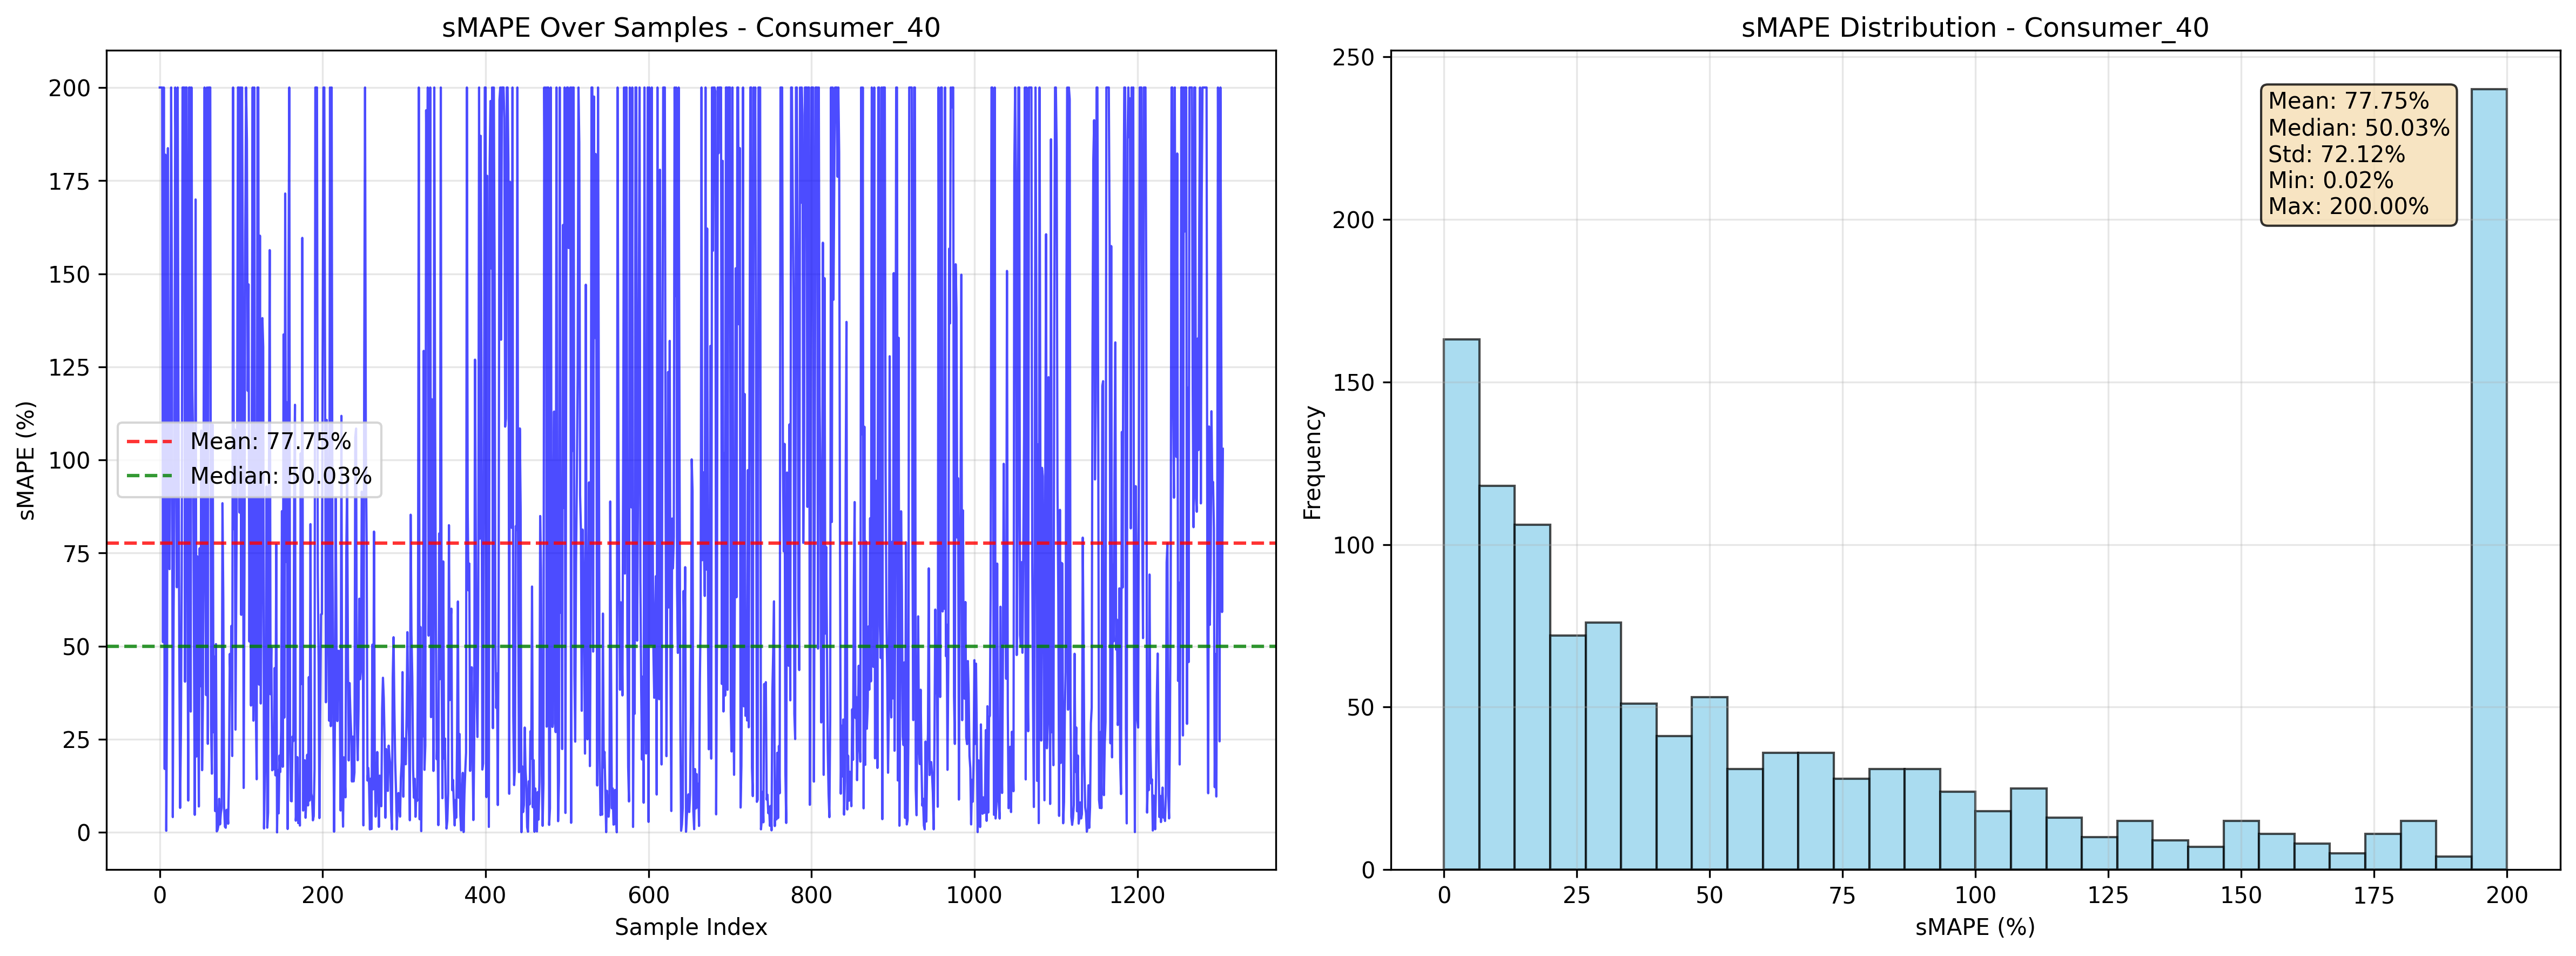 sMAPE Over Samples - Consumer_40
sMAPE (%)
200
175
150
125
100
75
50
25
0
Mean: 77.75%
Median: 50.03%
0 200 400 600 800 1000 1200
Sample Index
sMAPE Distribution - Consumer_40
Frequency
250
200
150
100
50
0
Mean: 77.75%
Median: 50.03%
Std: 72.12%
Min: 0.02%
Max: 200.00%
0 25 50 75 100 125 150 175 200
sMAPE (%)